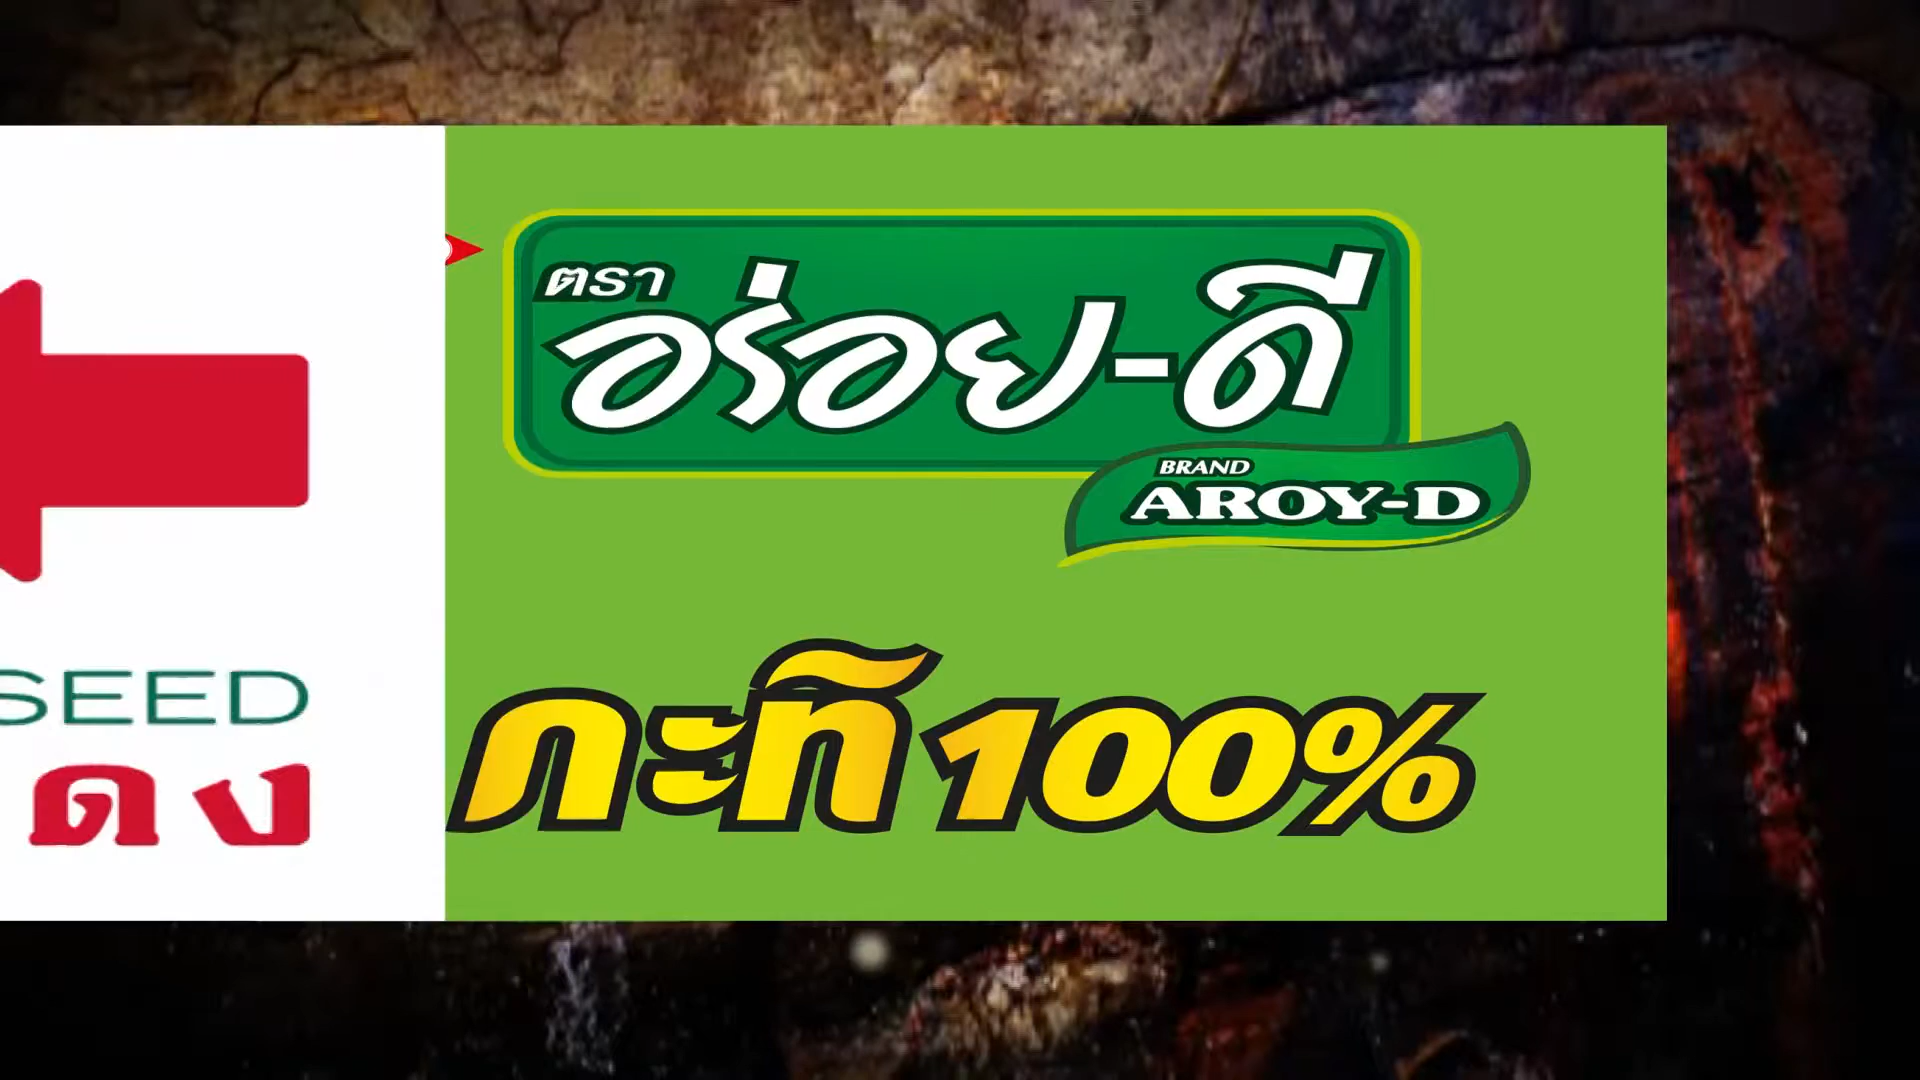 SEED
ดง
ตรา
อร่อย-ดี
BRAND
AROY-D
กะทิ 100%